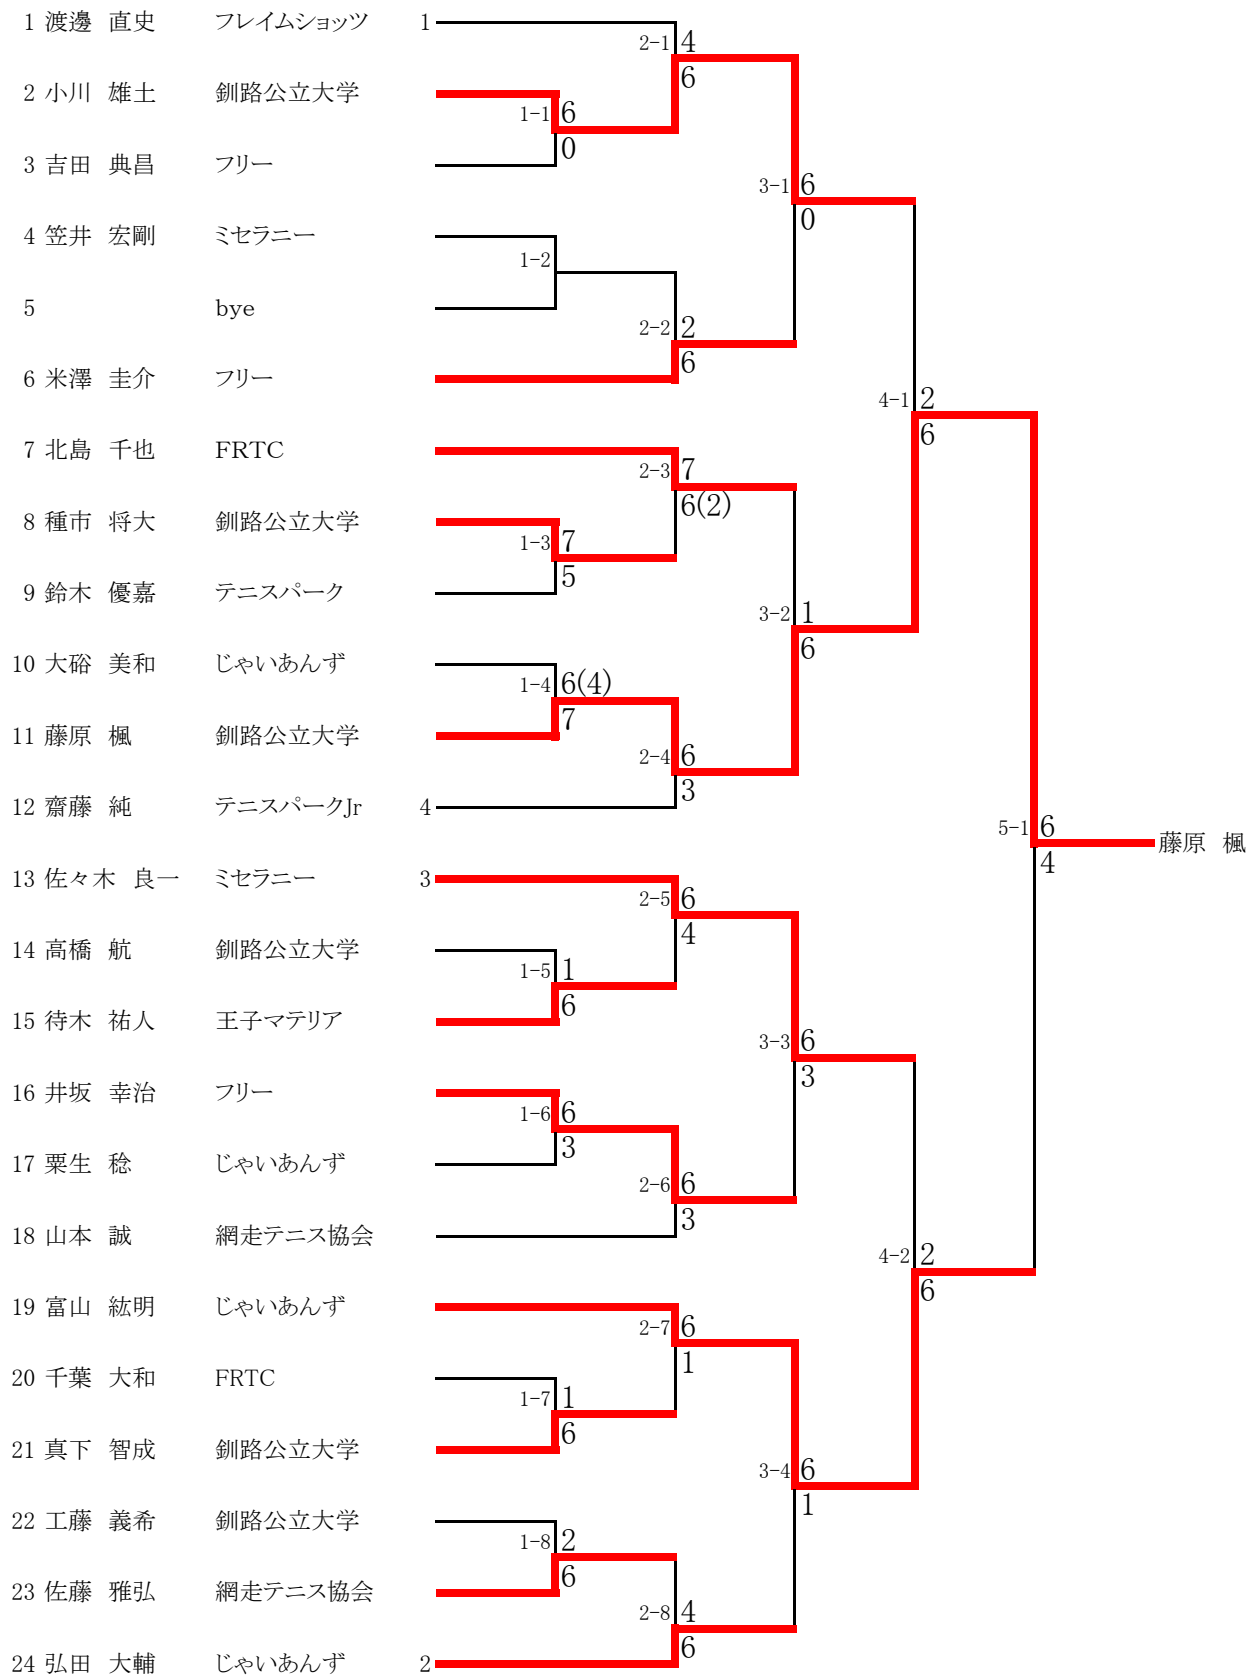 1 渡邊 直史 フレイムショッツ 1
2-1 4
6
2 小川 雄土 釧路公立大学
1-1 6
0
3 吉田 典昌 フリー
3-1 6
0
4 笠井 宏剛 ミセラニー
1-2
5 bye
2-2 2
6
6 米澤 圭介 フリー
4-1 2
6
7 北島 千也 FRTC
2-3 7
6(2)
8 種市 将大 釧路公立大学
1-3 7
5
9 鈴木 優嘉 テニスパーク
3-2 1
6
10 大硲 美和 じゃいあんず
1-4 6(4)
7
11 藤原 楓 釧路公立大学
2-4 6
3
12 齋藤 純 テニスパークJr 4
5-1 6
4
藤原 楓
13 佐々木 良一 ミセラニー 3
2-5 6
4
14 高橋 航 釧路公立大学
1-5 1
6
15 待木 祐人 王子マテリア
3-3 6
3
16 井坂 幸治 フリー
1-6 6
3
17 粟生 稔 じゃいあんず
2-6 6
3
18 山本 誠 網走テニス協会
4-2 2
6
19 富山 紘明 じゃいあんず
2-7 6
1
20 千葉 大和 FRTC
1-7 1
6
21 真下 智成 釧路公立大学
3-4 6
1
22 工藤 義希 釧路公立大学
1-8 2
6
23 佐藤 雅弘 網走テニス協会
2-8 4
6
24 弘田 大輔 じゃいあんず 2